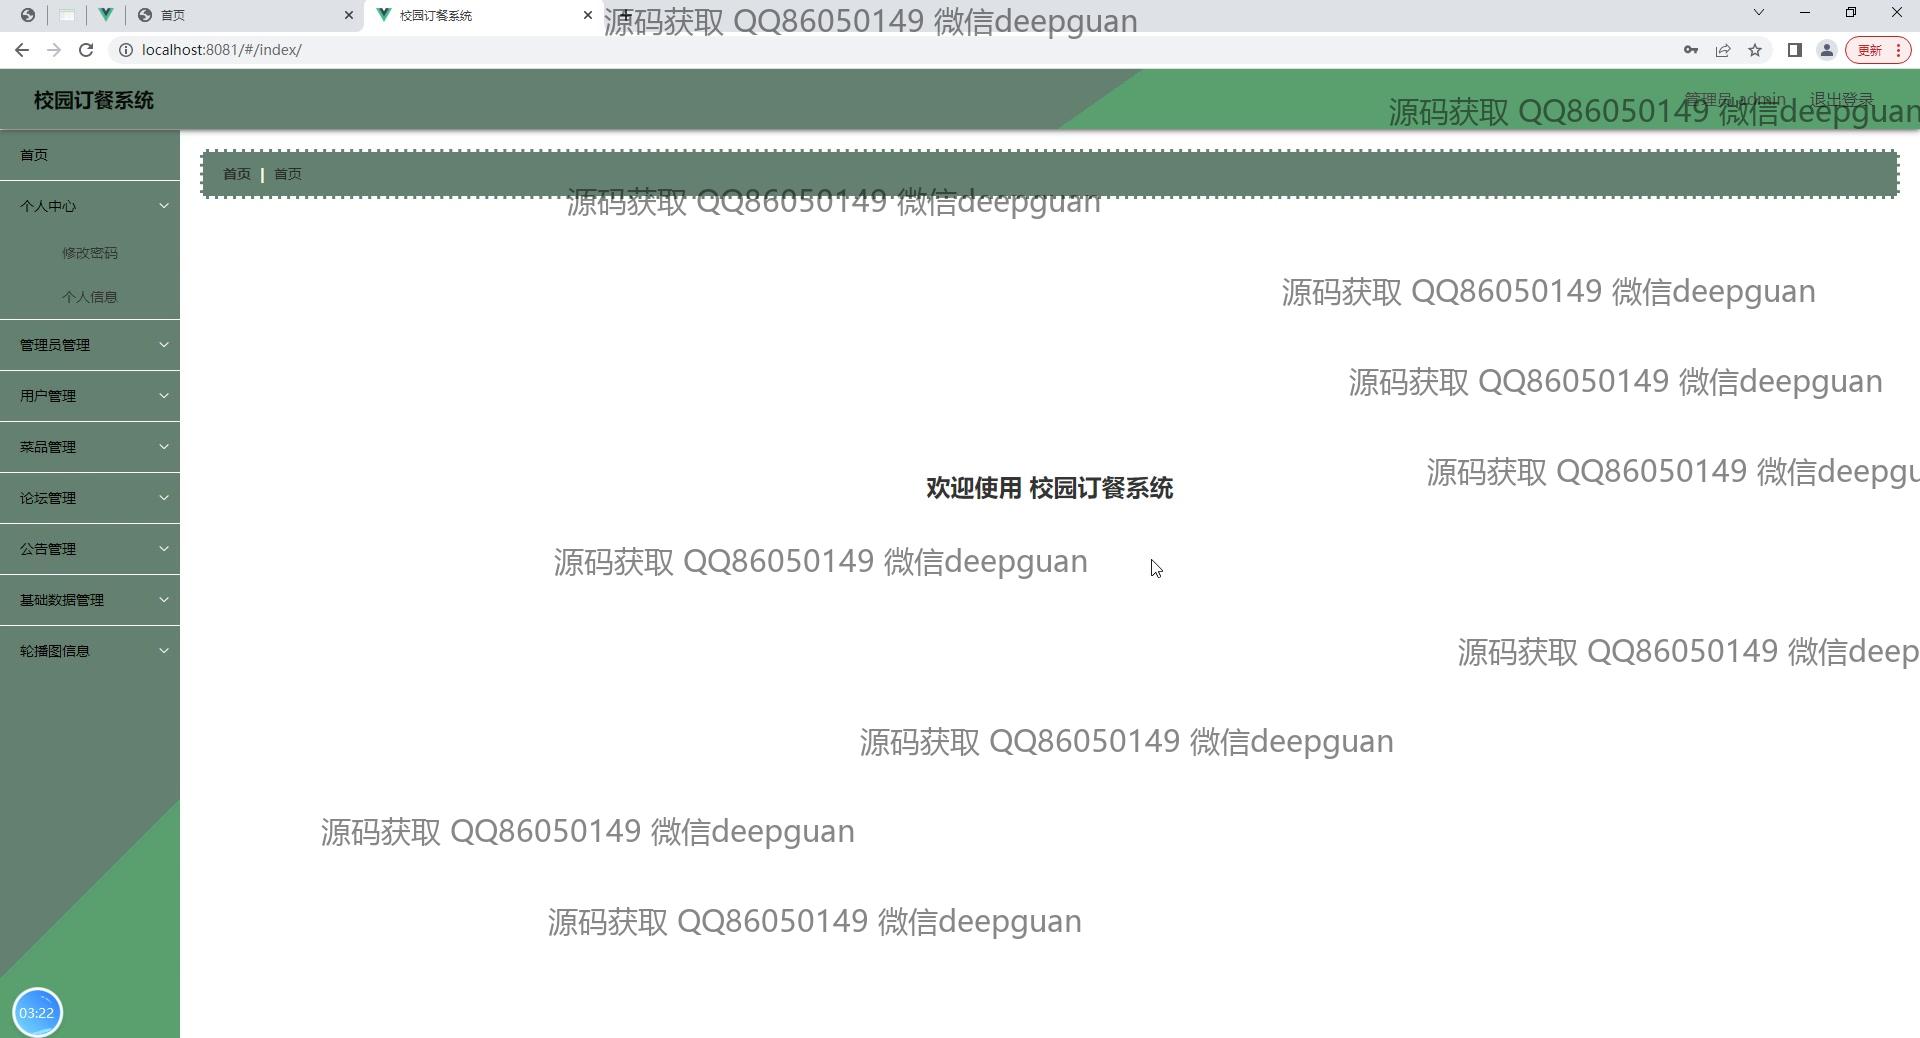 首页
校园订餐系统
源码获取 QQ86050149 微信deepguan
localhost:8081/#/index/
更新
校园订餐系统
管理员 admin
退出登录
源码获取 QQ86050149 微信deepguan
首页
首页 | 首页
源码获取 QQ86050149 微信deepguan
个人中心
修改密码
个人信息
源码获取 QQ86050149 微信deepguan
管理员管理
源码获取 QQ86050149 微信deepguan
用户管理
菜品管理
源码获取 QQ86050149 微信deepgu
欢迎使用 校园订餐系统
论坛管理
公告管理
源码获取 QQ86050149 微信deepguan
基础数据管理
轮播图信息
源码获取 QQ86050149 微信deep
源码获取 QQ86050149 微信deepguan
源码获取 QQ86050149 微信deepguan
源码获取 QQ86050149 微信deepguan
03:22